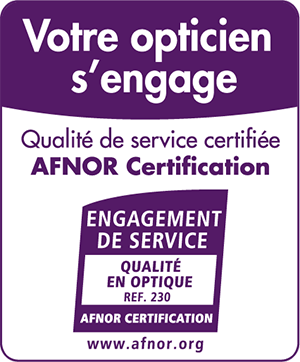 Votre opticien
s’engage
Qualité de service certifiée
AFNOR Certification
ENGAGEMENT
DE SERVICE
QUALITÉ
EN OPTIQUE
REF. 230
AFNOR CERTIFICATION
www.afnor.org